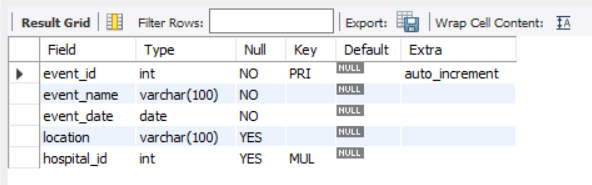 Result Grid Filter Rows: Export: Wrap Cell Content: IA
Field Type Null Key Default Extra
event_id int NO PRI NULL auto_increment
event_name varchar(100) NO NULL
event_date date NO NULL
location varchar(100) YES NULL
hospital_id int YES MUL NULL